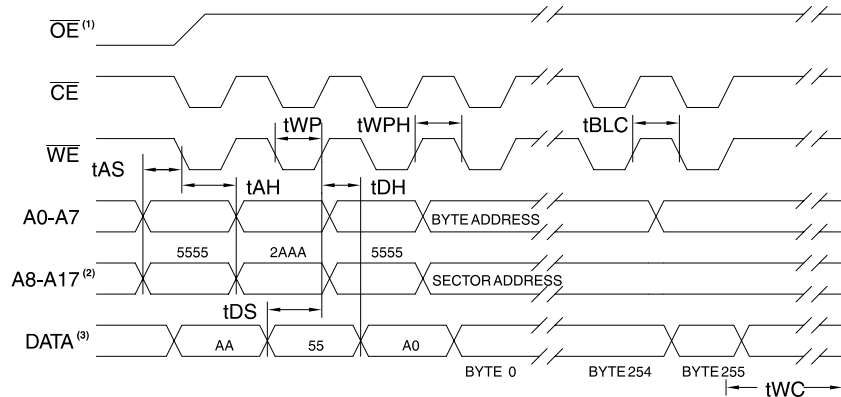 OE (1)
CE
tWP tWPH tBLC
WE
tAS
tAH tDH
A0-A7 BYTE ADDRESS
5555 2AAA 5555
A8-A17 (2) SECTOR ADDRESS
tDS
DATA (3) AA 55 A0
BYTE 0 BYTE 254 BYTE 255
tWC